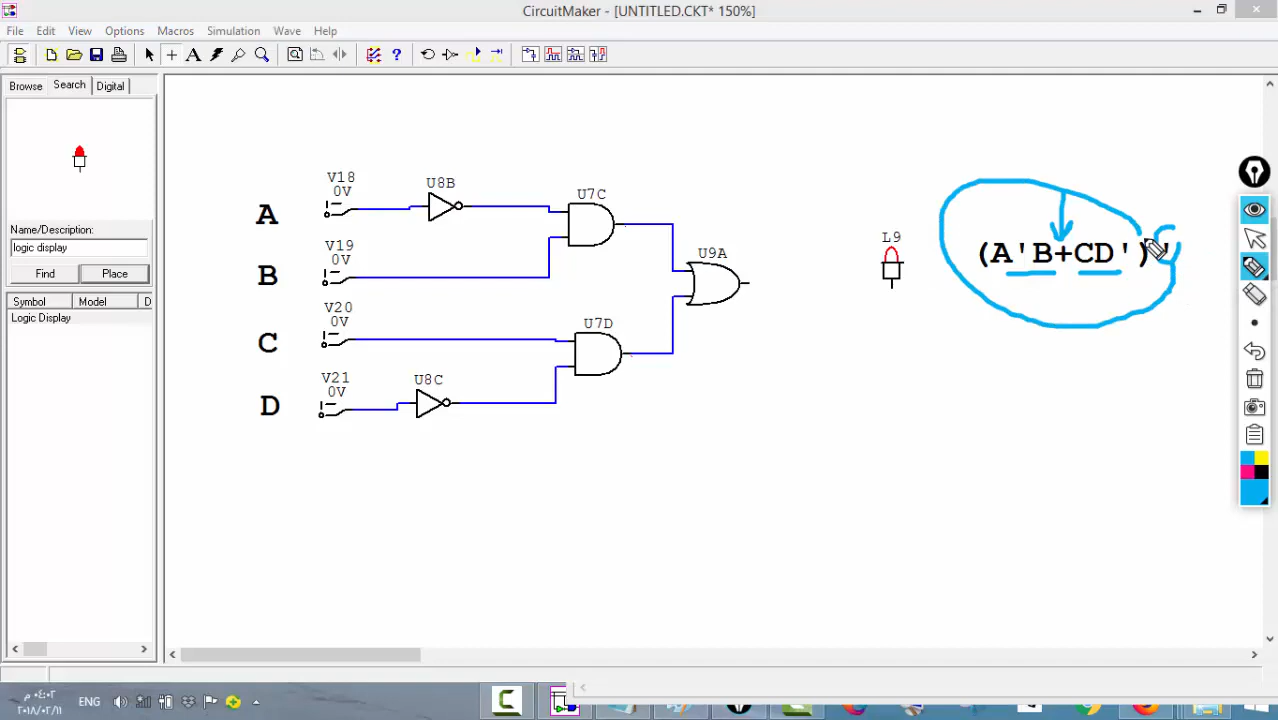 CircuitMaker - [UNTITLED.CKT* 150%]
File Edit View Options Macros Simulation Wave Help
Browse Search Digital
Name/Description:
logic display
Find Place
Symbol Model D
Logic Display
V18
0V
U8B
U7C
A
V19
0V
B
U9A
L9
(A'B+CD')'
V20
0V
U7D
C
V21
0V
U8C
D
ENG